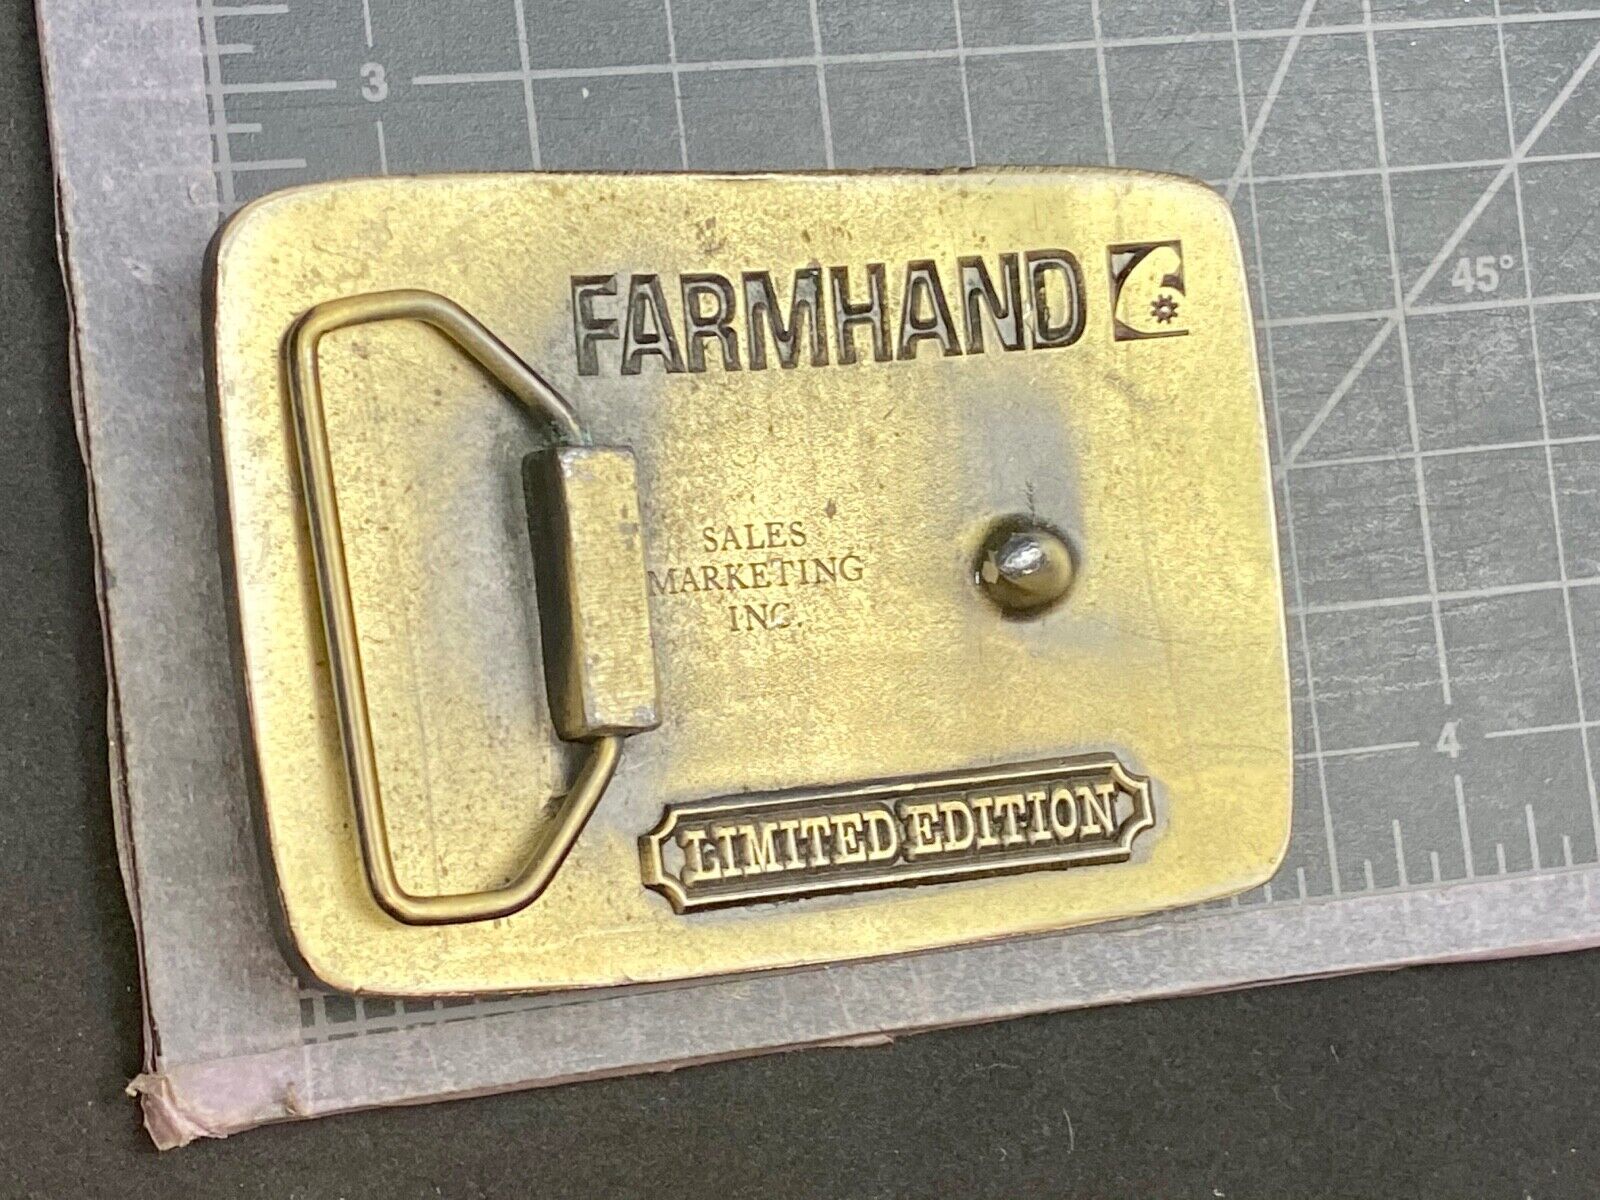 3
FARMHAND
45°
SALES
MARKETING
INC.
4
LIMITED EDITION